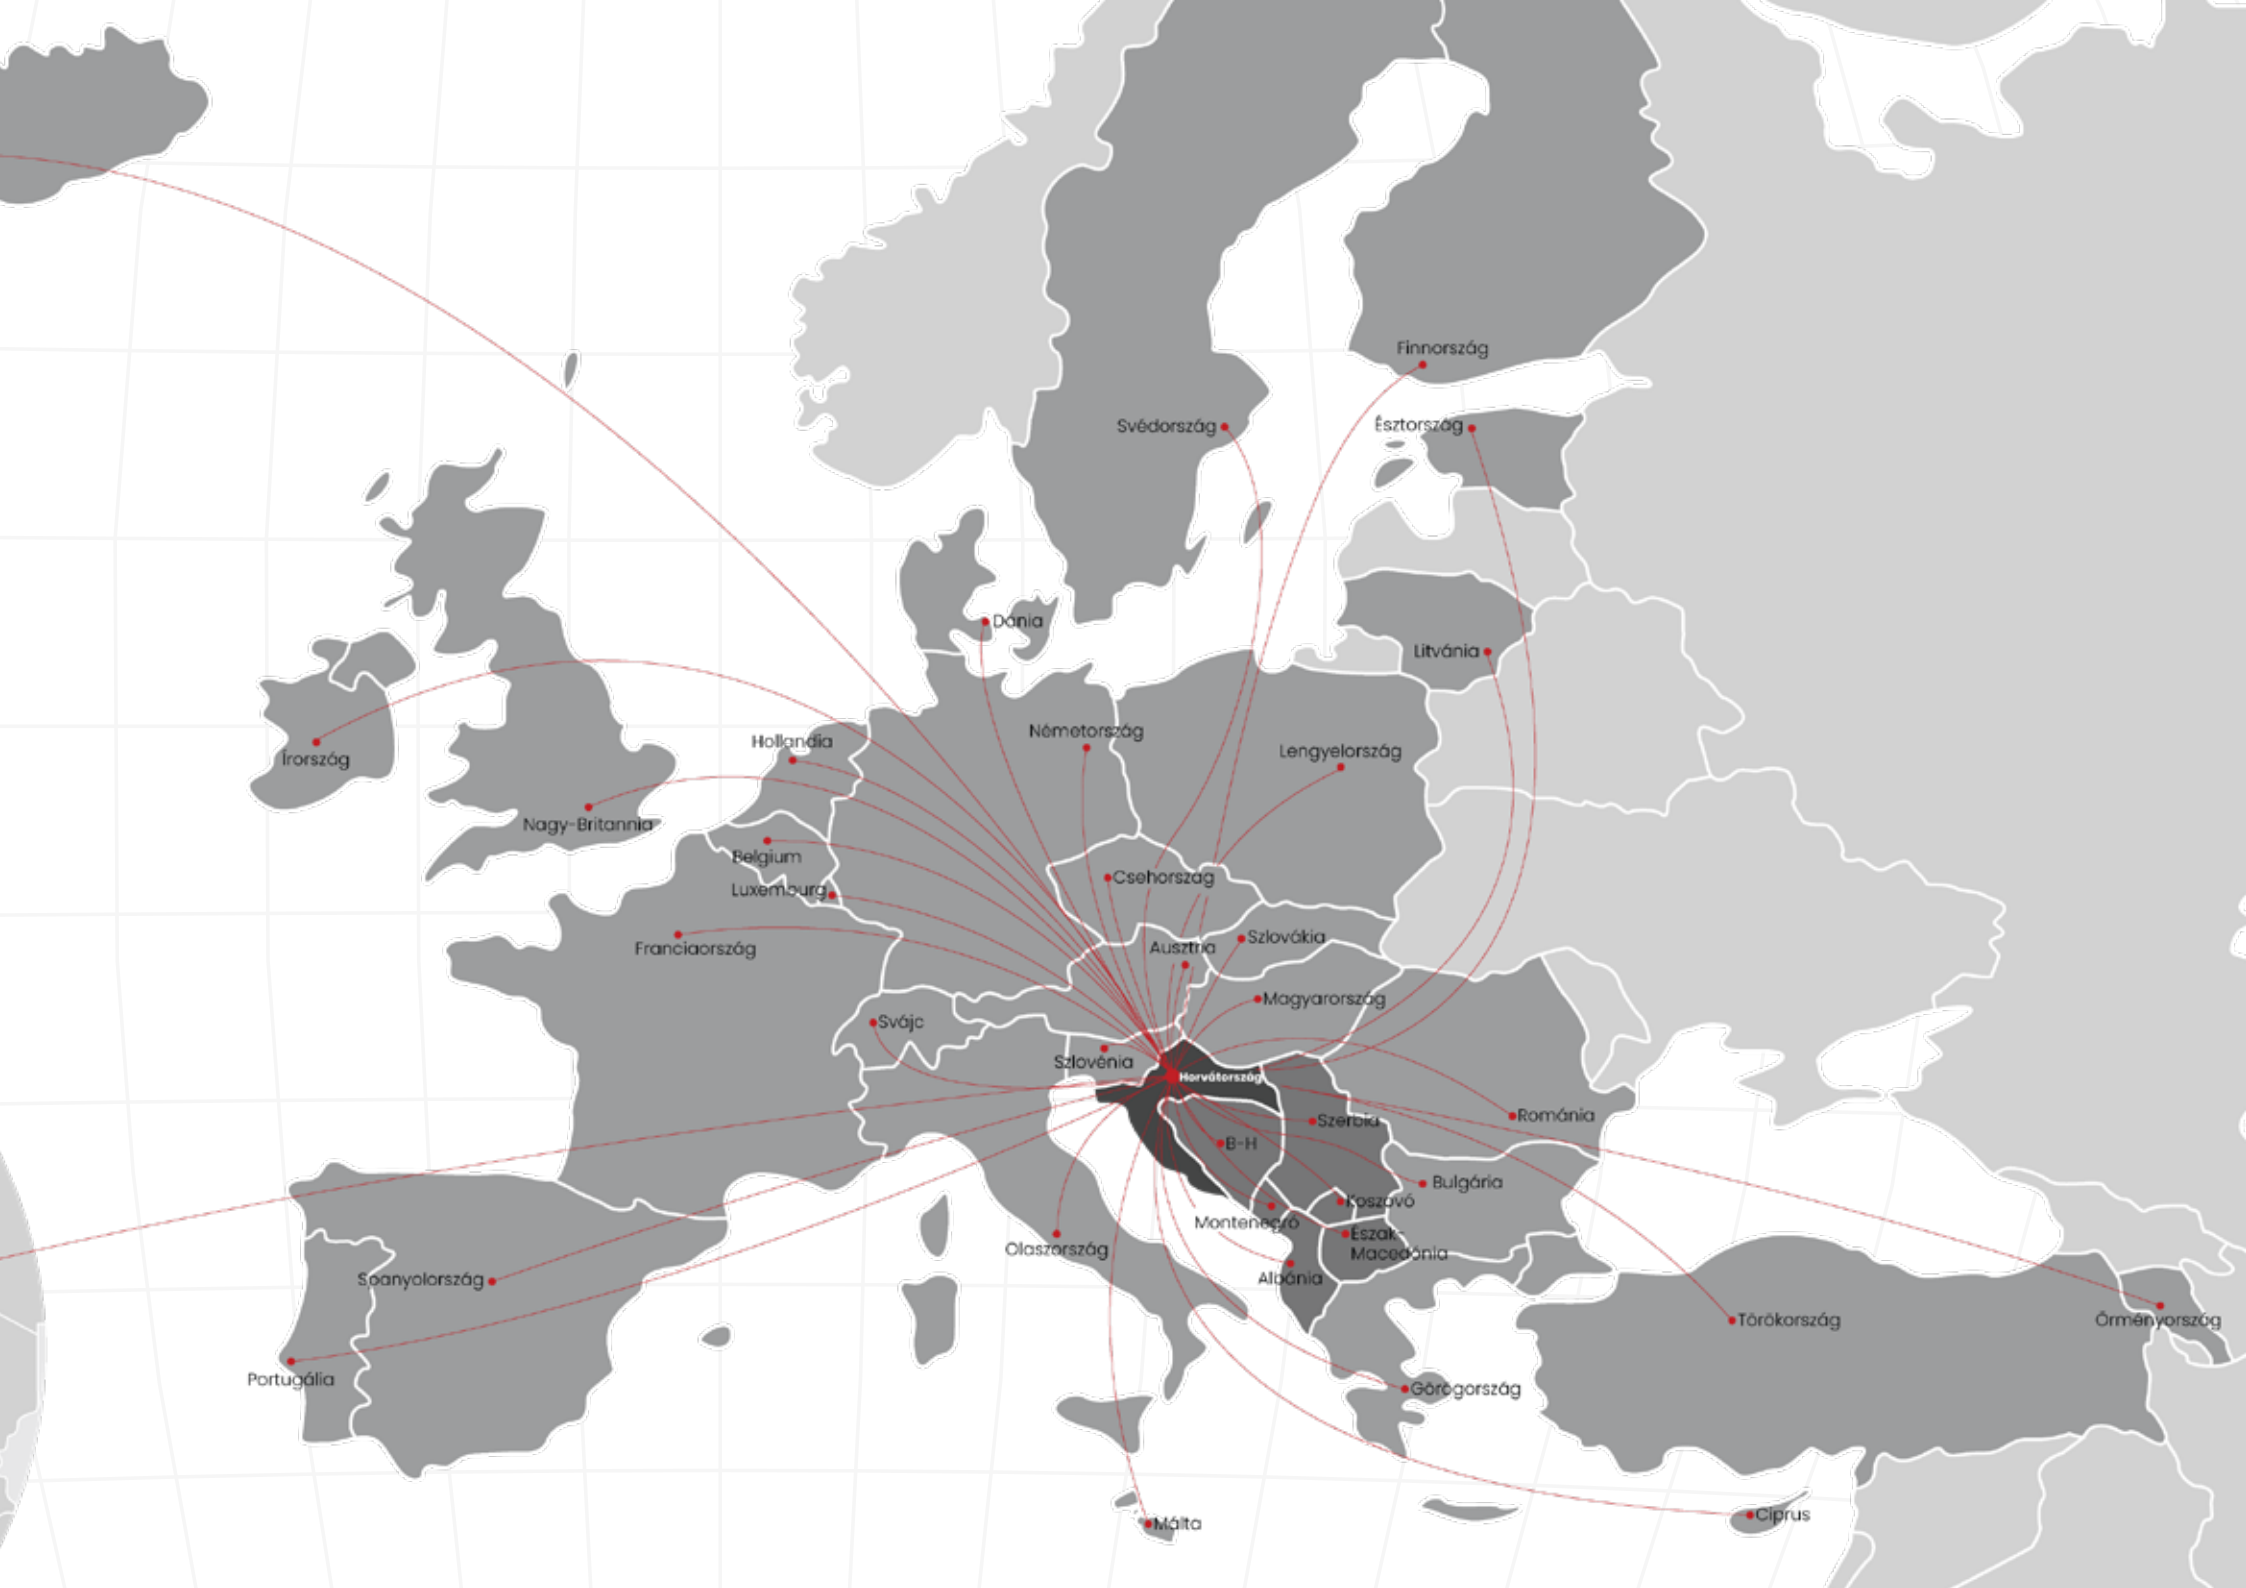 Finnország
Svédország
Észtország
Dánia
Litvánia
Németország
Hollandia
Lengyelország
Írország
Nagy-Britannia
Belgium
Csehország
Luxemburg
Franciaország
Ausztria
Szlovákia
Magyarország
Svájc
Szlovénia
Horvátország
Románia
Szerbia
B-H
Bulgária
Koszovó
Montenegró
Észak-
Macedónia
Olaszország
Albánia
Spanyolország
Törökország
Örményország
Portugália
Görögország
Ciprus
Málta